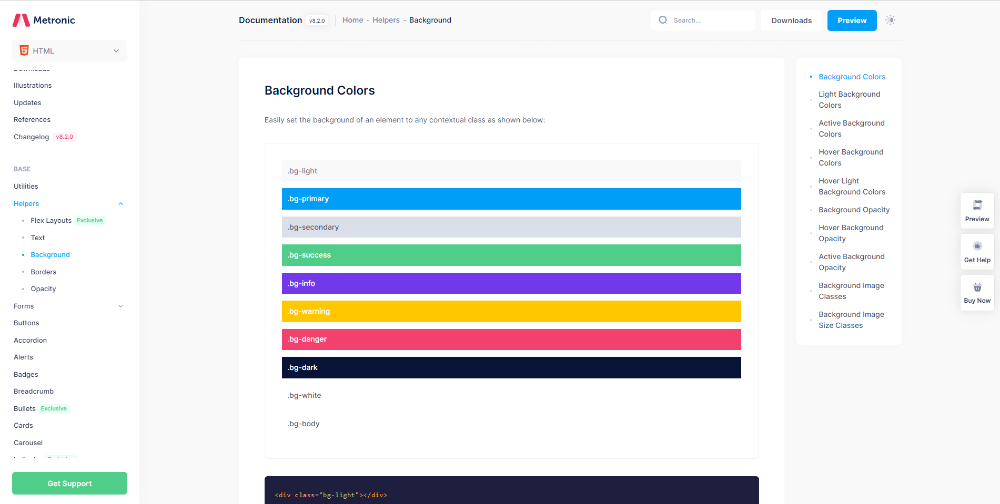 Metronic
HTML
Downloads
Illustrations
Updates
References
Changelog v8.2.0
BASE
Utilities
Helpers
Flex Layouts Exclusive
Text
Background
Borders
Opacity
Forms
Buttons
Accordion
Alerts
Badges
Breadcrumb
Bullets Exclusive
Cards
Carousel
Indicator Exclusive
Get Support
Documentation v8.2.0 Home - Helpers - Background
Search...
Downloads
Preview
Background Colors
Easily set the background of an element to any contextual class as shown below:
.bg-light
.bg-primary
.bg-secondary
.bg-success
.bg-info
.bg-warning
.bg-danger
.bg-dark
.bg-white
.bg-body
<div class="bg-light"></div>
Background Colors
Light Background
Colors
Active Background
Colors
Hover Background
Colors
Hover Light
Background Colors
Background Opacity
Hover Background
Opacity
Active Background
Opacity
Background Image
Classes
Background Image
Size Classes
Preview
Get Help
Buy Now